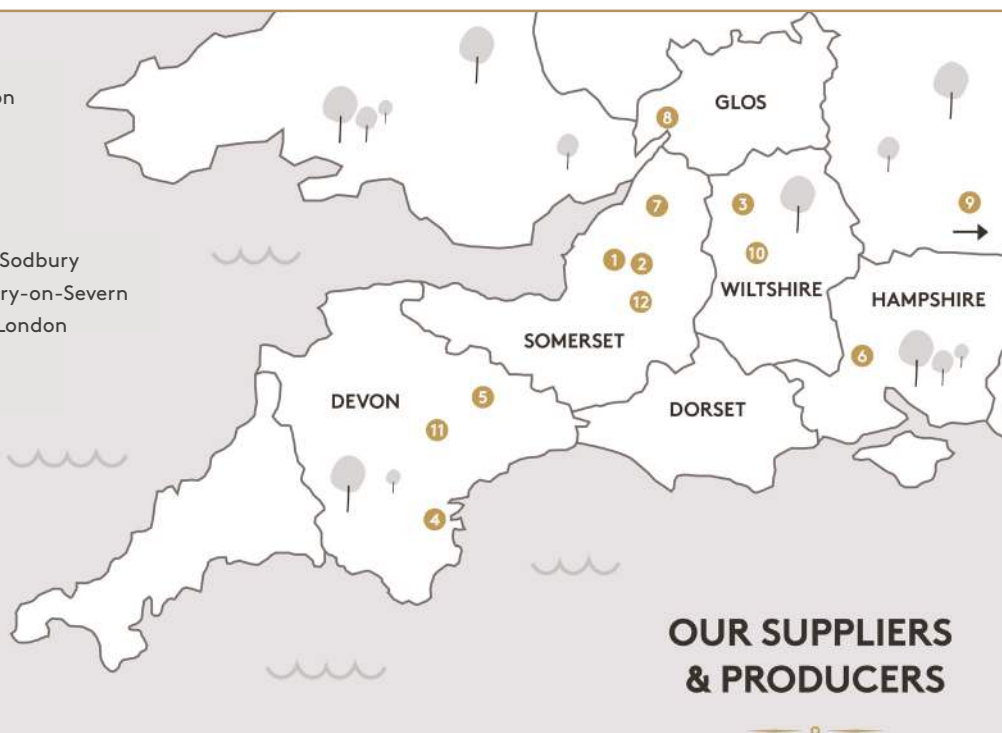 on
Sodbury
ry-on-Severn
London
GLOS
8
7
3
9
1
2
10
12
WILTSHIRE
HAMPSHIRE
SOMERSET
6
DEVON
5
DORSET
11
4
OUR SUPPLIERS
& PRODUCERS